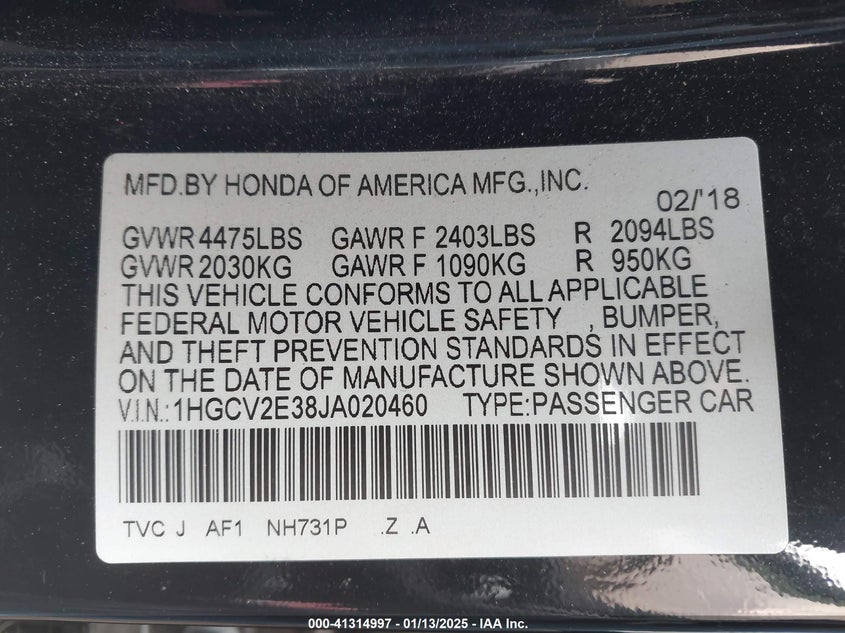 MFD.BY HONDA OF AMERICA MFG.,INC.
02/'18
GVWR 4475LBS GAWR F 2403LBS R 2094LBS
GVWR 2030KG GAWR F 1090KG R 950KG
THIS VEHICLE CONFORMS TO ALL APPLICABLE
FEDERAL MOTOR VEHICLE SAFETY , BUMPER,
AND THEFT PREVENTION STANDARDS IN EFFECT
ON THE DATE OF MANUFACTURE SHOWN ABOVE.
V.I.N.:1HGCV2E38JA020460 TYPE:PASSENGER CAR
TVC J AF1 NH731P .Z .A
000-41314997 - 01/13/2025 - IAA Inc.